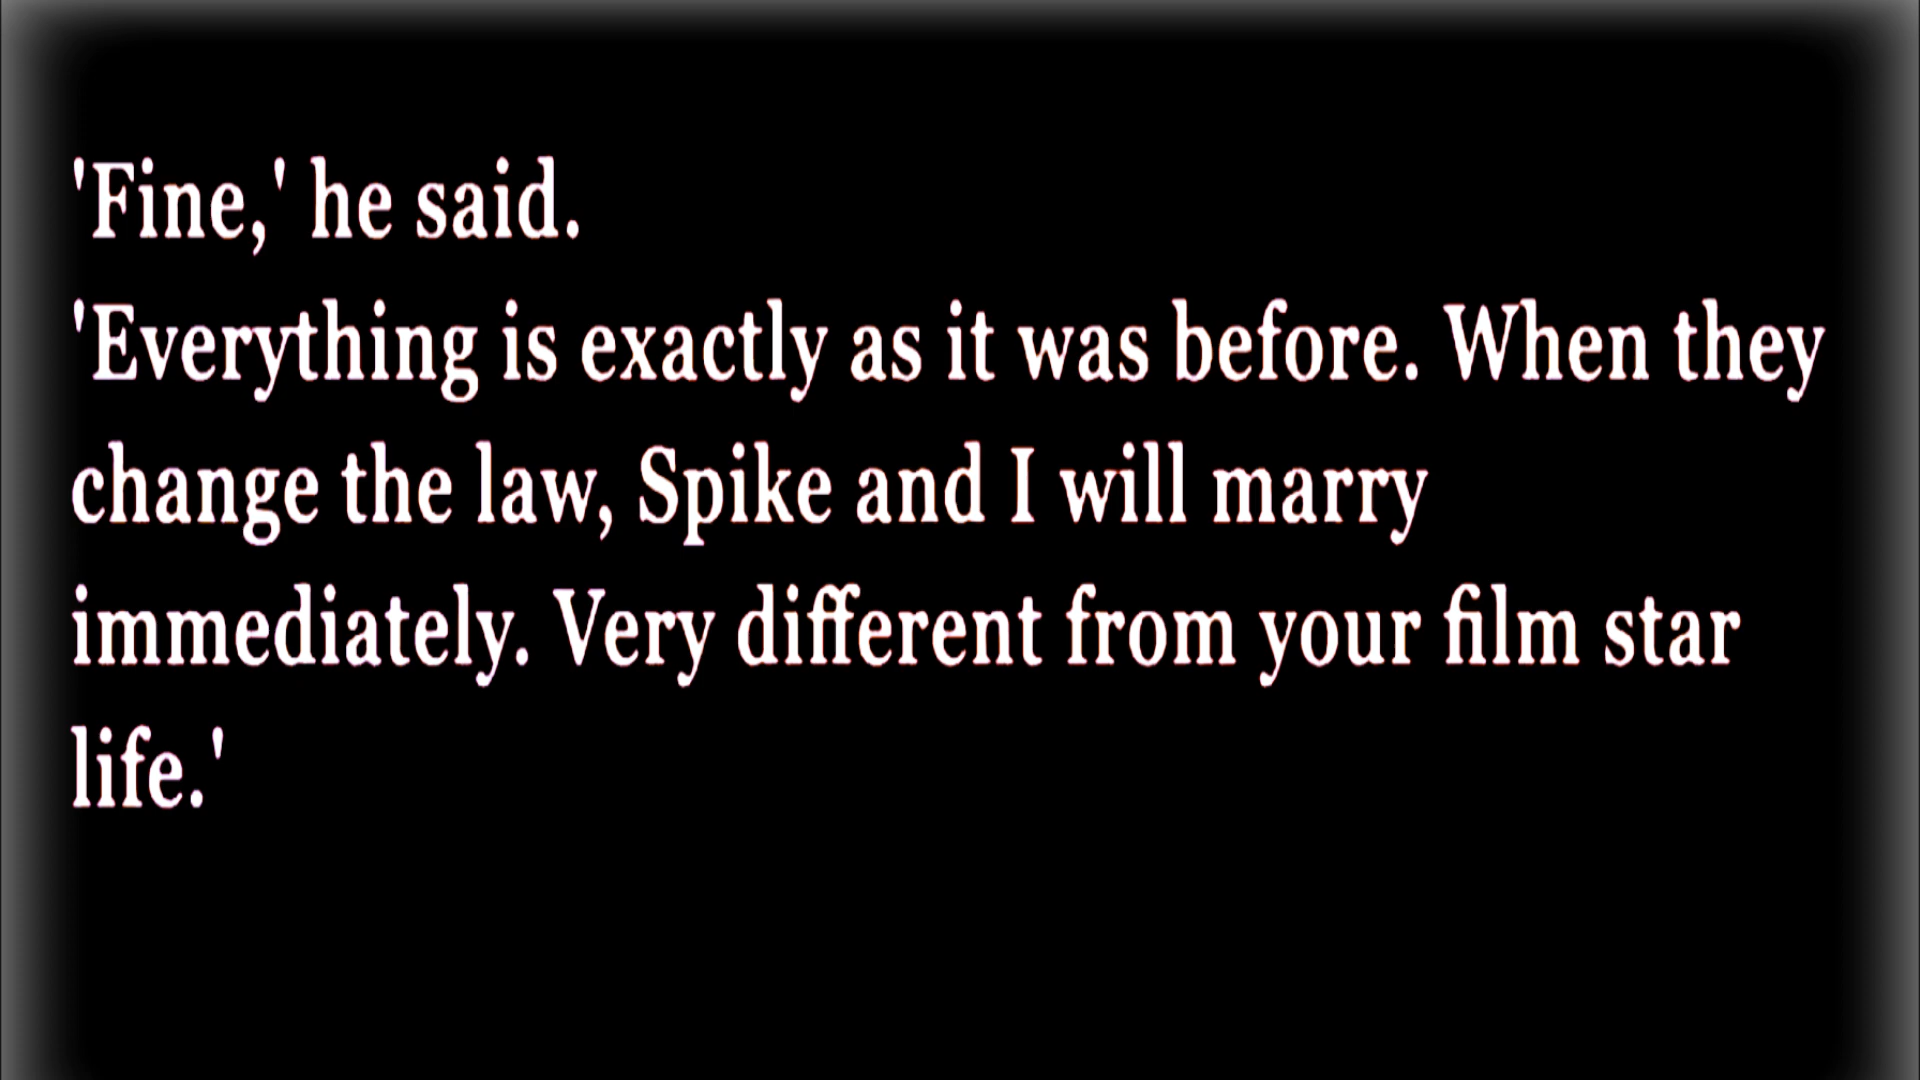 'Fine,' he said.
'Everything is exactly as it was before. When they
change the law, Spike and I will marry
immediately. Very different from your film star
life.'